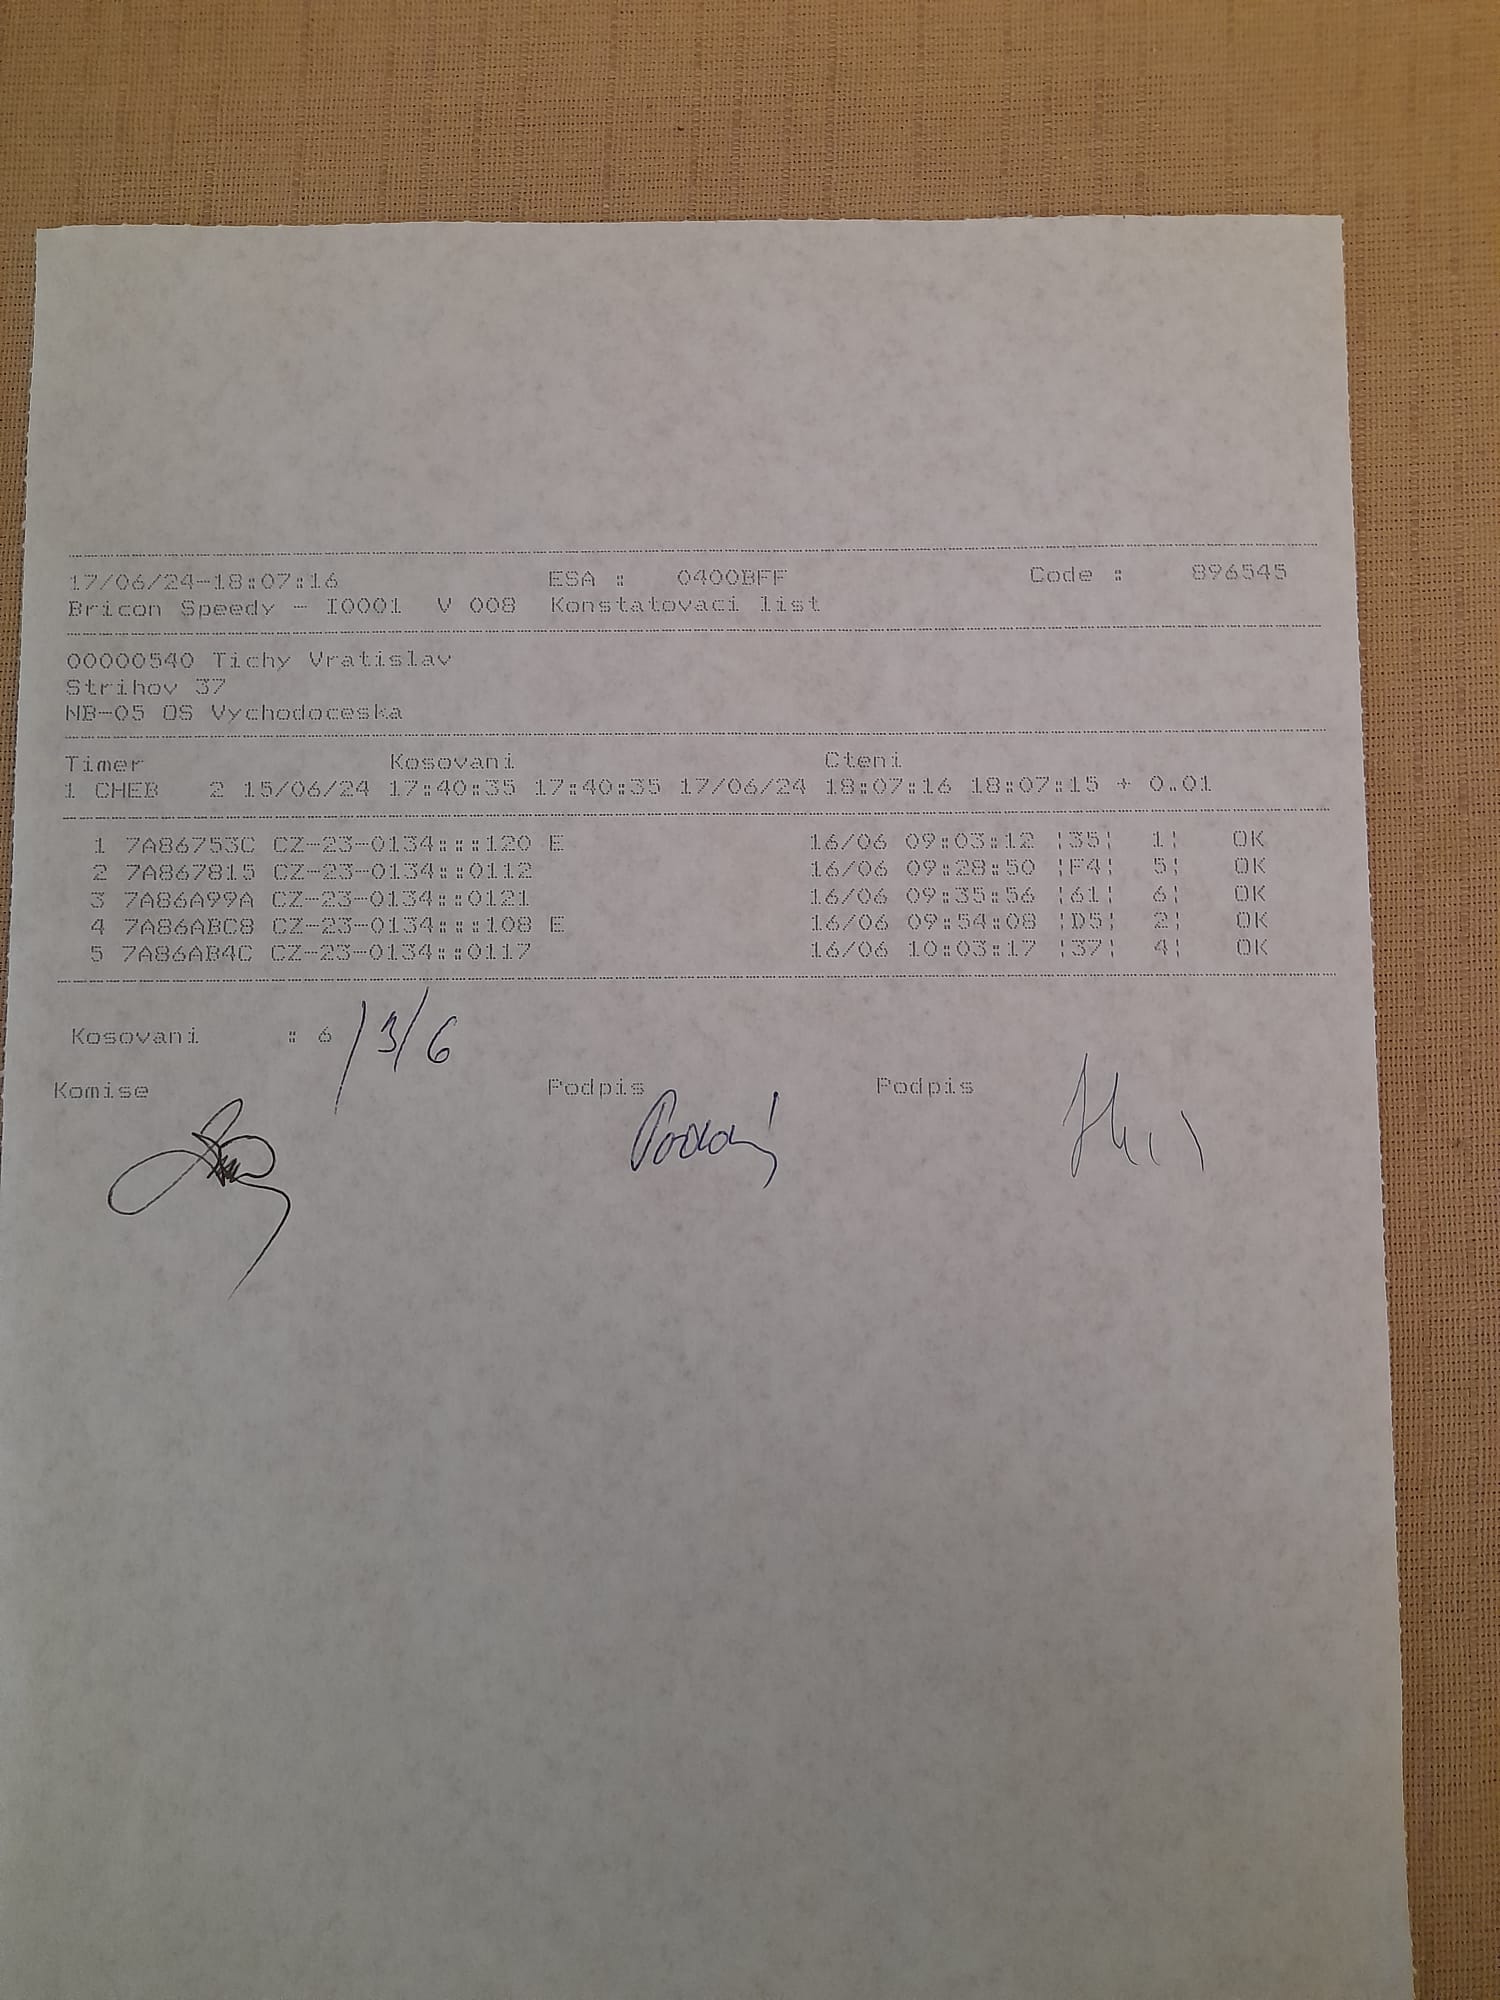 17/06/24-18:07:16 ESA : 0400BFF Code : 896545
Bricon Speedy - I0001 V 008 Konstatovaci list
00000540 Tichy Vratislav
Strihov 37
NB-05 OS Vychodoceska
Timer Kosovani Cteni
1 CHEB 2 15/06/24 17:40:35 17:40:35 17/06/24 18:07:16 18:07:15 + 0.01
1 7A86753C CZ-23-0134:::120 E 16/06 09:03:12 ¦35¦ 1¦ OK
2 7A867815 CZ-23-0134::0112 16/06 09:28:50 ¦F4¦ 5¦ OK
3 7A86A99A CZ-23-0134::0121 16/06 09:35:56 ¦61¦ 6¦ OK
4 7A86ABC8 CZ-23-0134:::108 E 16/06 09:54:08 ¦D5¦ 2¦ OK
5 7A86AB4C CZ-23-0134::0117 16/06 10:03:17 ¦37¦ 4¦ OK
Kosovani : 6 /3/6
Komise Podpis Podpis